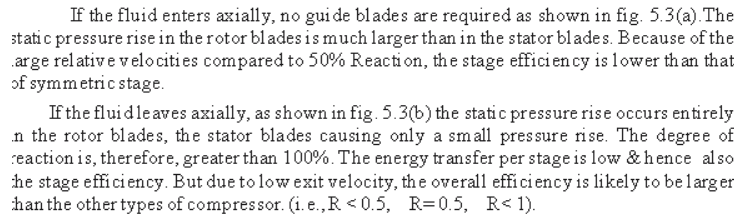 If the fluid enters axially, no guide blades are required as shown in fig. 5.3(a).The
static pressure rise in the rotor blades is much larger than in the stator blades. Because of the
large relative velocities compared to 50% Reaction, the stage efficiency is lower than that
of symmetric stage.
If the fluid leaves axially, as shown in fig. 5.3(b) the static pressure rise occurs entirely
in the rotor blades, the stator blades causing only a small pressure rise. The degree of
reaction is, therefore, greater than 100%. The energy transfer per stage is low & hence also
the stage efficiency. But due to low exit velocity, the overall efficiency is likely to be larger
than the other types of compressor. (i.e., R < 0.5, R=0.5, R< 1).